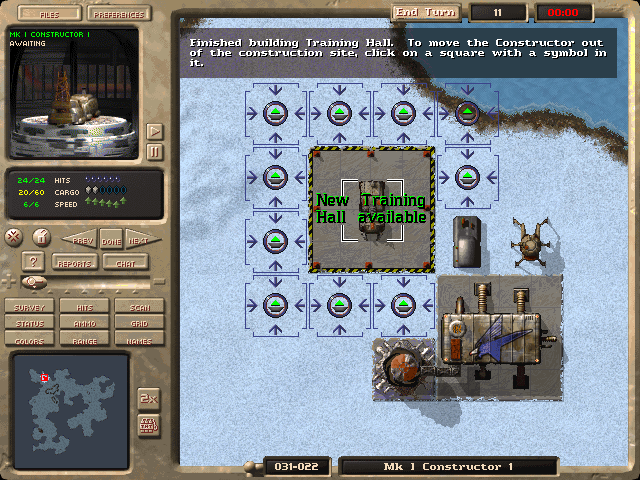 FILES
PREFERENCES
End Turn
11
00:00
MK I CONSTRUCTOR 1
AWAITING
Finished building Training Hall. To move the Constructor out
of the construction site, click on a square with a symbol in
it.
24/24 HITS
20/60 CARGO
6/6 SPEED
New Training
Hall available
PREV
DONE
NEXT
?
REPORTS
CHAT
SURVEY
HITS
SCAN
STATUS
AMMO
GRID
COLORS
RANGE
NAMES
2x
031-022
Mk I Constructor 1